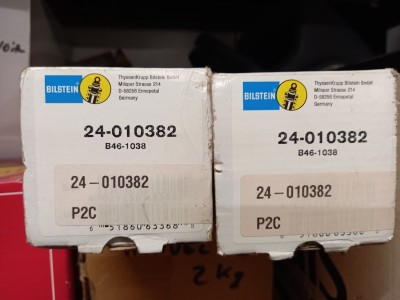 BILSTEIN
ThyssenKrupp Bilstein GmbH
Milsper Strasse 214
D-58256 Ennepetal
Germany
24-010382
B46-1038
24-010382
P2C
BILSTEIN
ThyssenKrupp Bilstein GmbH
Milsper Strasse 214
D-58256 Ennepetal
Germany
24-010382
B46-1038
24-010382
P2C
2 kg